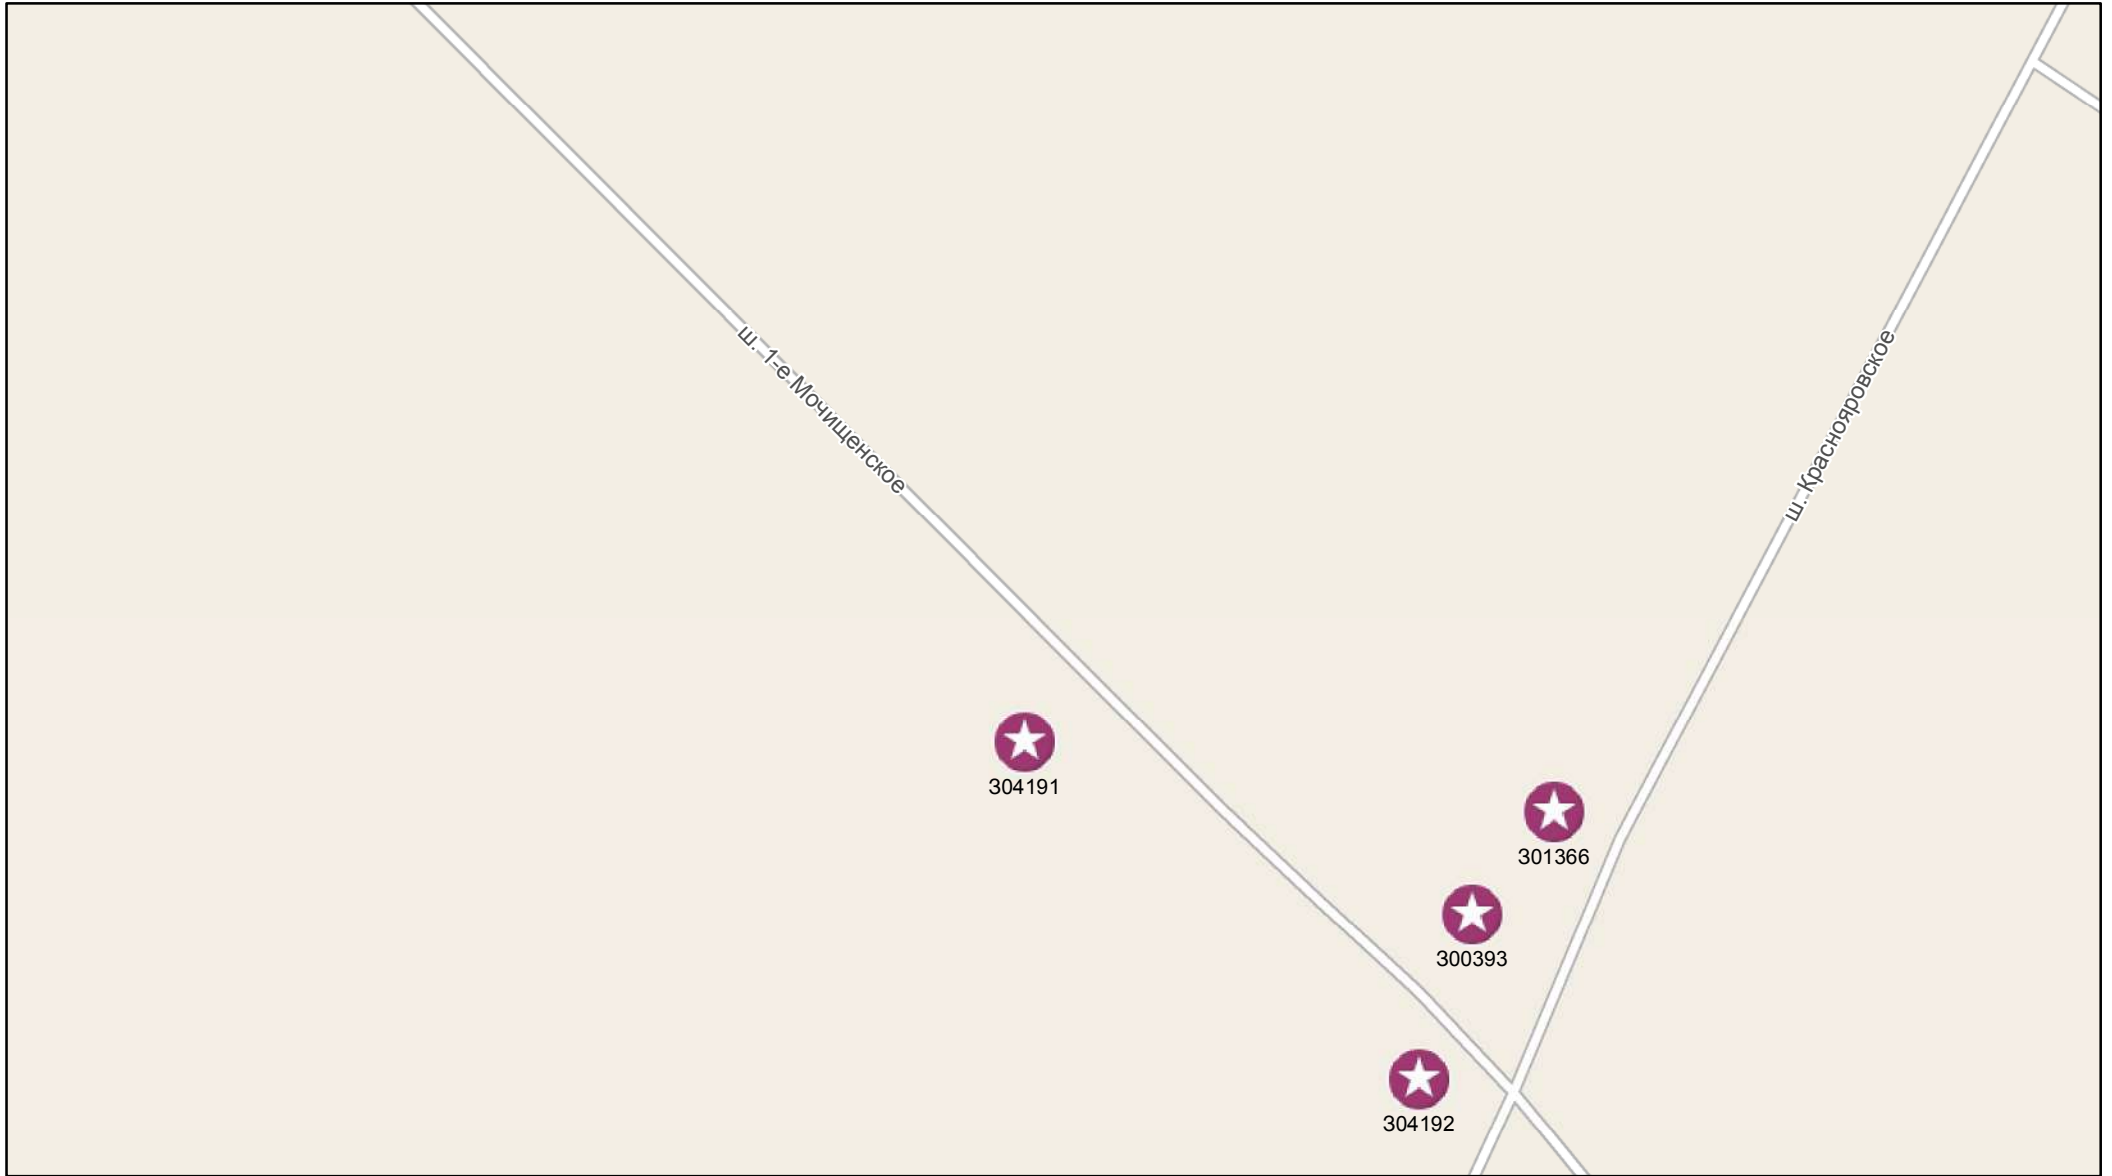 ш. 1-е Мочищенское
ш. Краснояровское
304191
301366
300393
304192